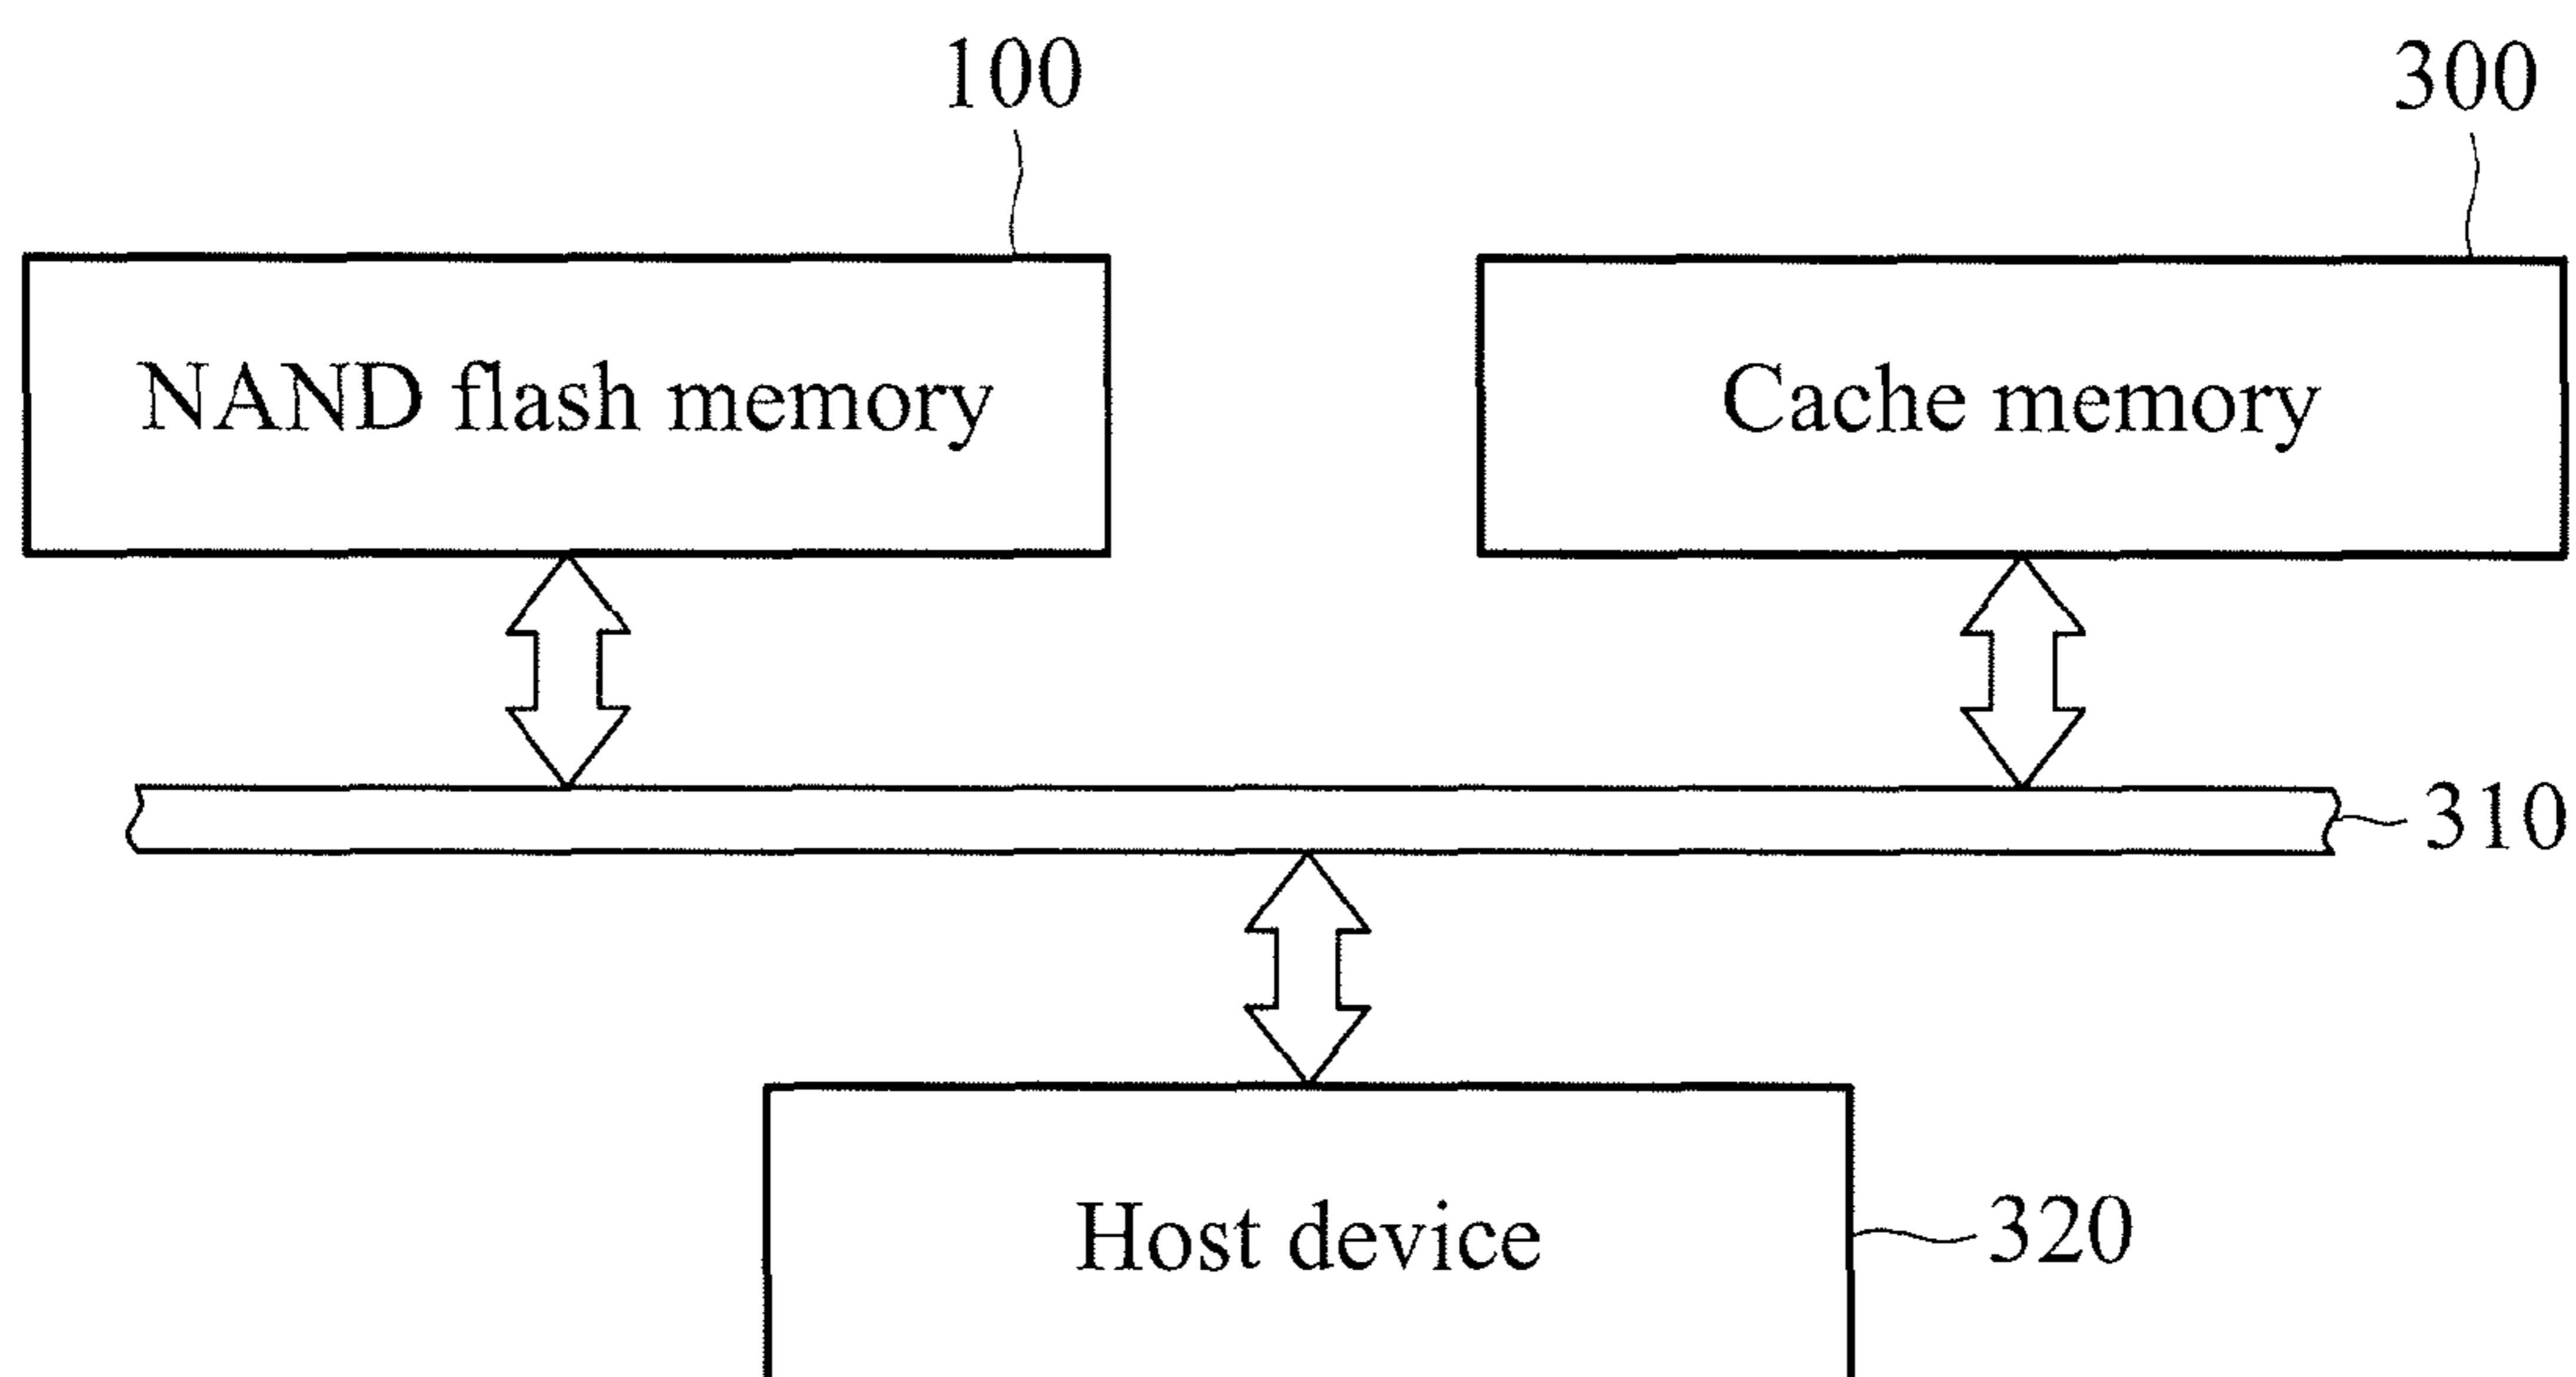 100
300
NAND flash memory
Cache memory
310
Host device
320